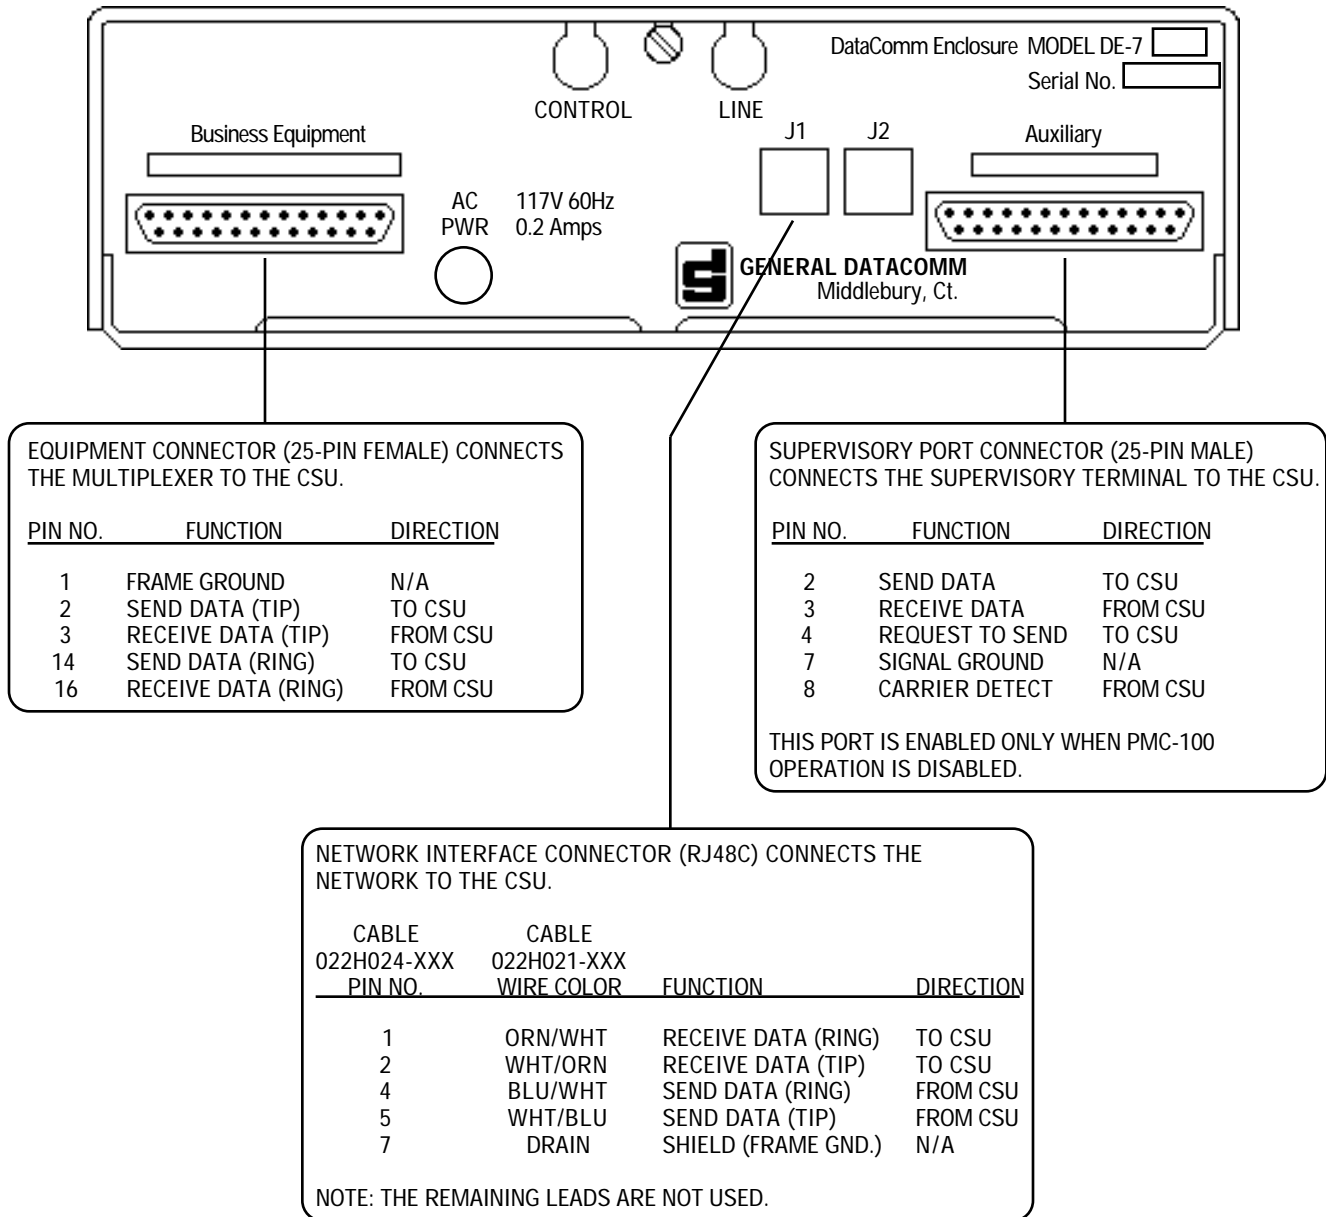 DataComm Enclosure MODEL DE-7
Serial No.
CONTROL LINE
Business Equipment
J1 J2
Auxiliary
AC 117V 60Hz
PWR 0.2 Amps
GENERAL DATACOMM
Middlebury, Ct.
EQUIPMENT CONNECTOR (25-PIN FEMALE) CONNECTS
THE MULTIPLEXER TO THE CSU.
PIN NO. FUNCTION DIRECTION
1 FRAME GROUND N/A
2 SEND DATA (TIP) TO CSU
3 RECEIVE DATA (TIP) FROM CSU
14 SEND DATA (RING) TO CSU
16 RECEIVE DATA (RING) FROM CSU
SUPERVISORY PORT CONNECTOR (25-PIN MALE)
CONNECTS THE SUPERVISORY TERMINAL TO THE CSU.
PIN NO. FUNCTION DIRECTION
2 SEND DATA TO CSU
3 RECEIVE DATA FROM CSU
4 REQUEST TO SEND TO CSU
7 SIGNAL GROUND N/A
8 CARRIER DETECT FROM CSU
THIS PORT IS ENABLED ONLY WHEN PMC-100
OPERATION IS DISABLED.
NETWORK INTERFACE CONNECTOR (RJ48C) CONNECTS THE
NETWORK TO THE CSU.
CABLE CABLE
022H024-XXX 022H021-XXX
PIN NO. WIRE COLOR FUNCTION DIRECTION
1 ORN/WHT RECEIVE DATA (RING) TO CSU
2 WHT/ORN RECEIVE DATA (TIP) TO CSU
4 BLU/WHT SEND DATA (RING) FROM CSU
5 WHT/BLU SEND DATA (TIP) FROM CSU
7 DRAIN SHIELD (FRAME GND.) N/A
NOTE: THE REMAINING LEADS ARE NOT USED.